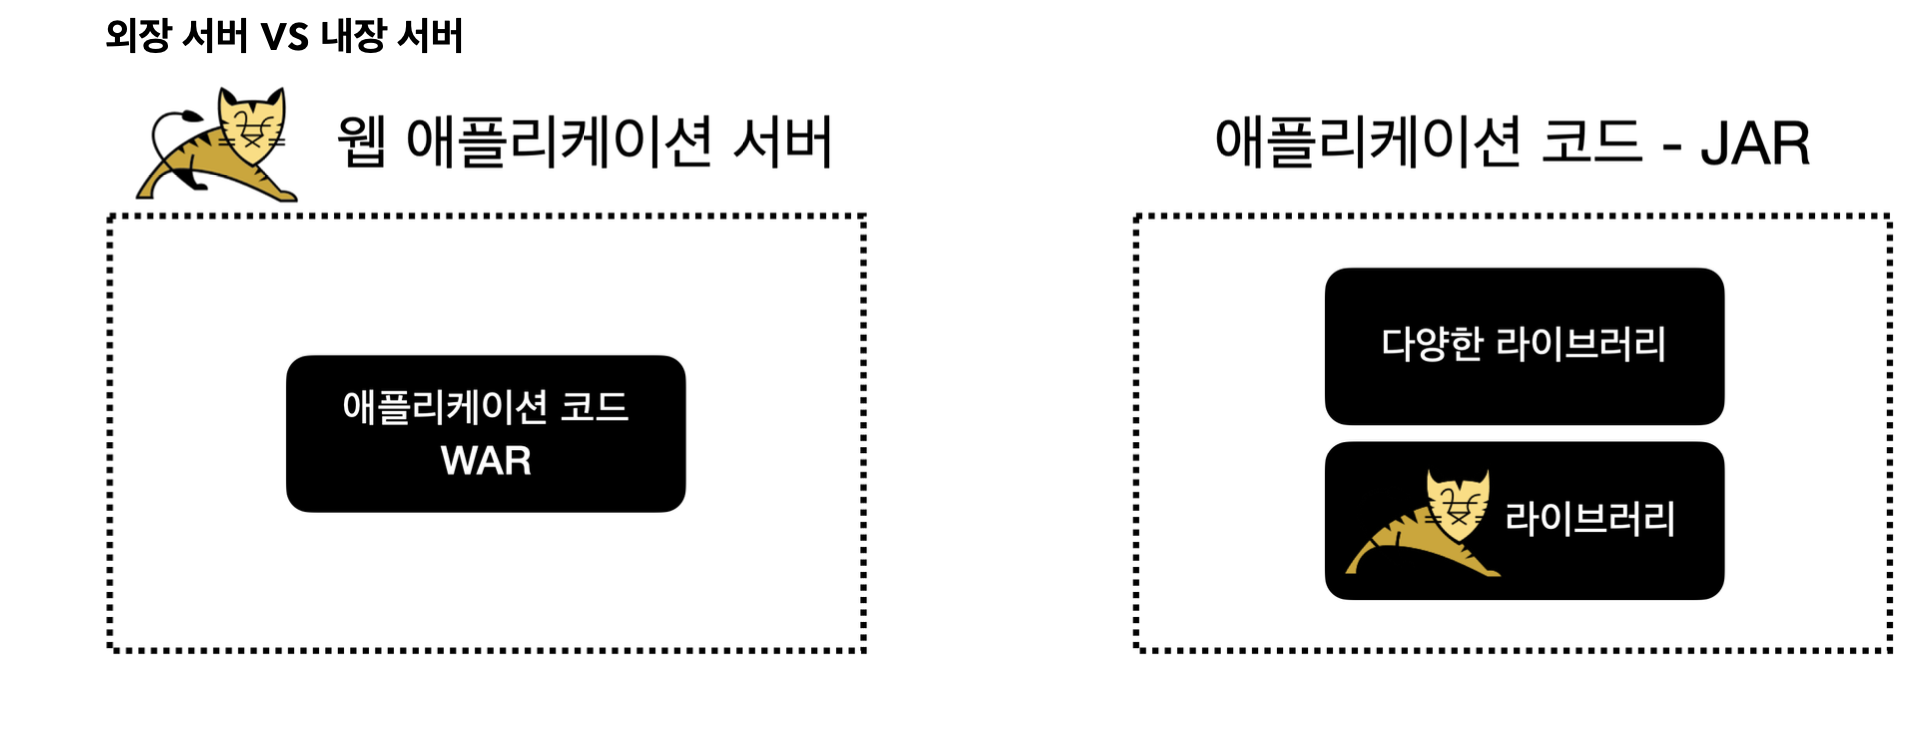 외장 서버 VS 내장 서버
웹 애플리케이션 서버
애플리케이션 코드
WAR
애플리케이션 코드 - JAR
다양한 라이브러리
라이브러리